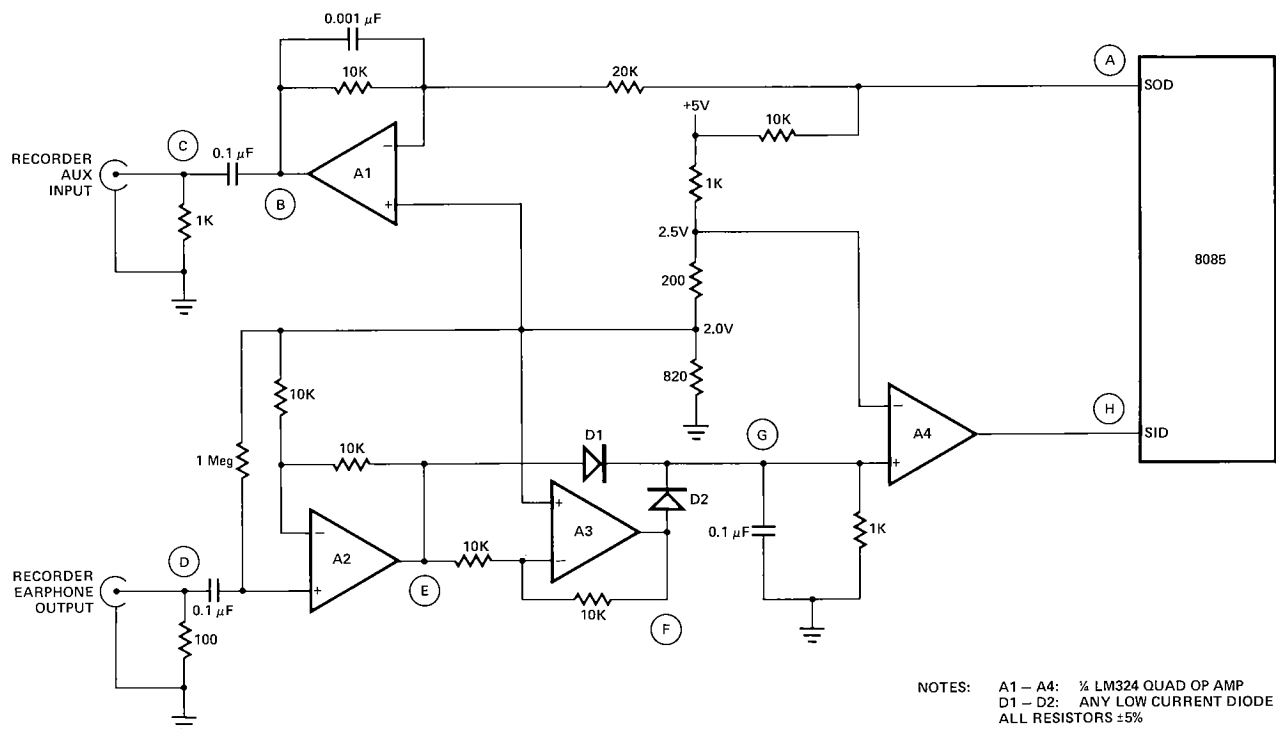 0.001 μF
10K
20K
A
SOD
+5V
10K
C
0.1 μF
RECORDER
AUX
INPUT
A1
−
+
B
1K
1K
2.5V
8085
200
2.0V
820
10K
D1
G
−
A4
+
H
SID
1 Meg
10K
D2
+
A3
−
0.1 μF
1K
−
A2
+
10K
D
RECORDER
EARPHONE
OUTPUT
0.1 μF
E
10K
F
100
NOTES: A1 – A4: ¼ LM324 QUAD OP AMP
D1 – D2: ANY LOW CURRENT DIODE
ALL RESISTORS ±5%